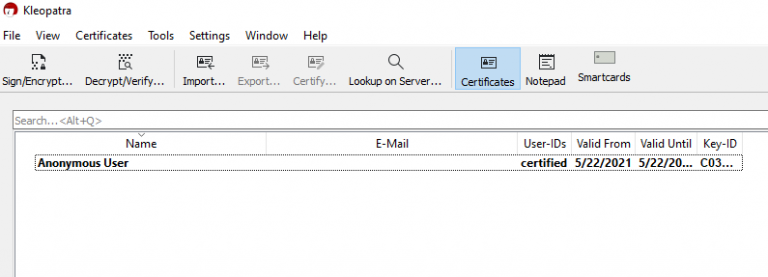 Kleopatra
File View Certificates Tools Settings Window Help
Sign/Encrypt... Decrypt/Verify... Import... Export... Certify... Lookup on Server... Certificates Notepad Smartcards
Search...<Alt+Q>
Name E-Mail User-IDs Valid From Valid Until Key-ID
Anonymous User certified 5/22/2021 5/22/20... C03...